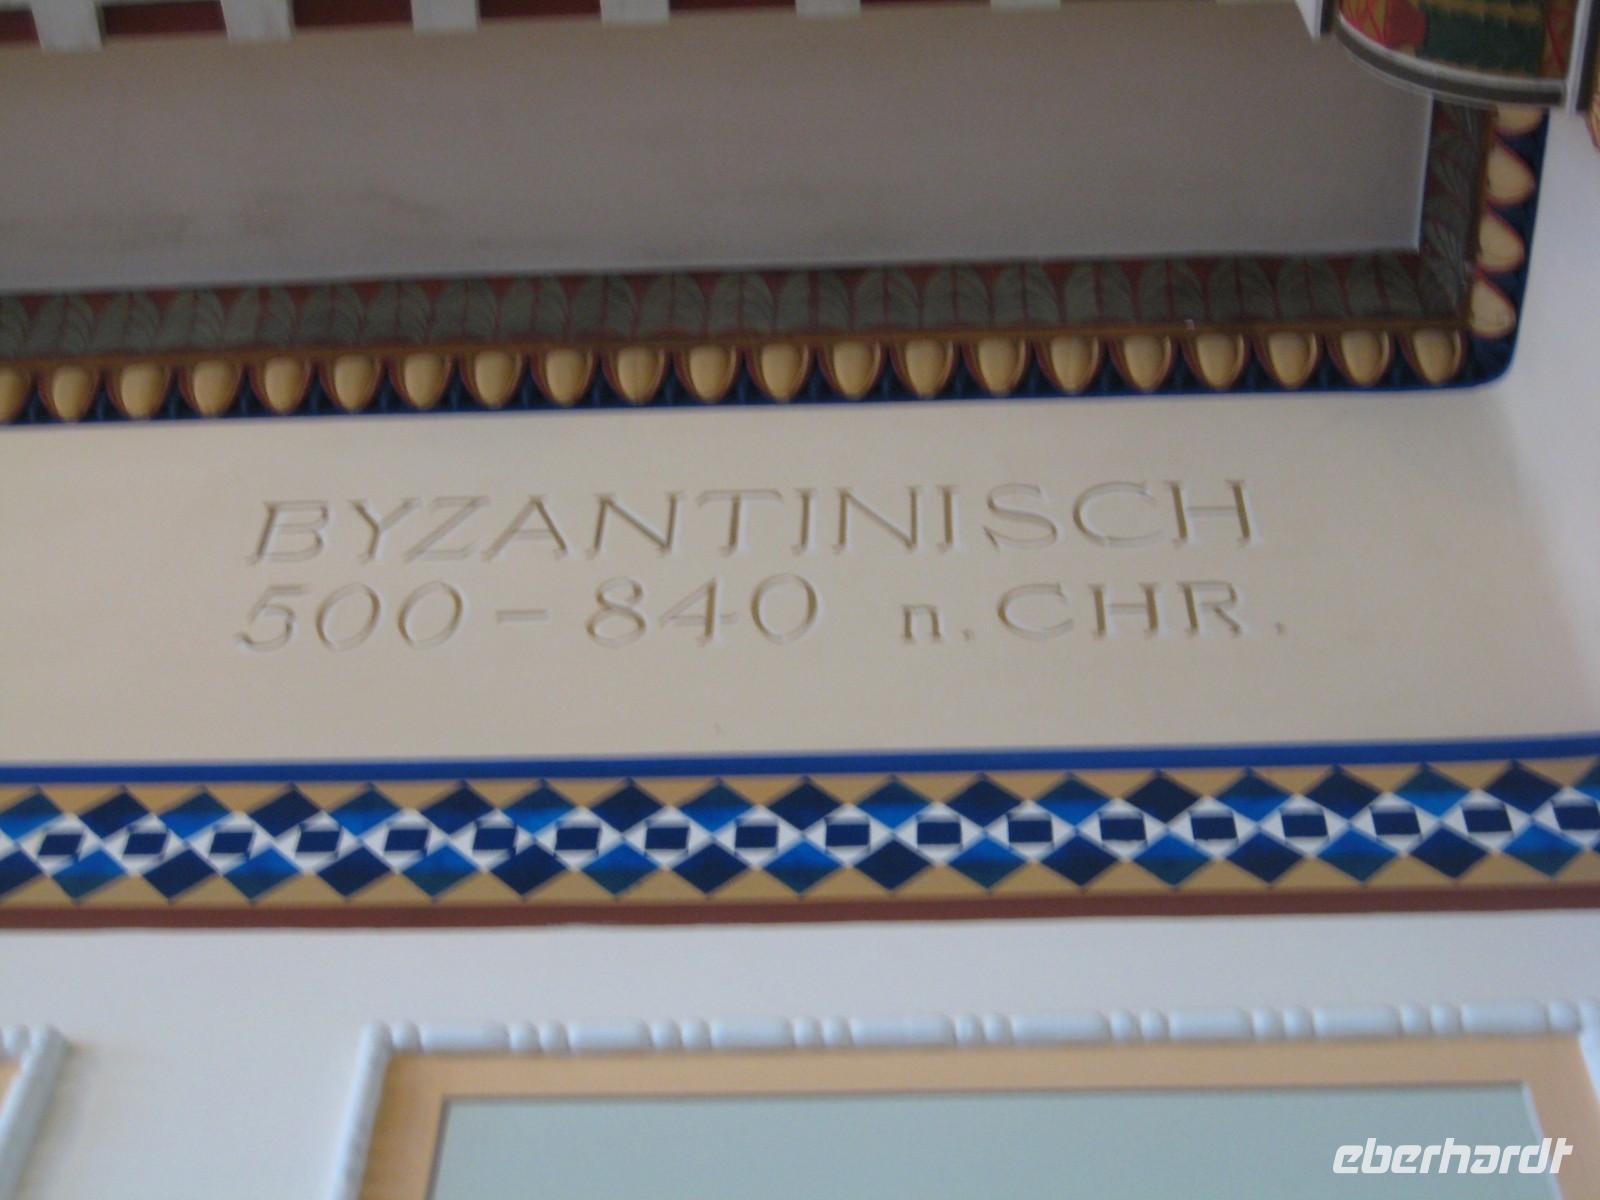 BYZANTINISCH
500-840 n. CHR.
eberhardt